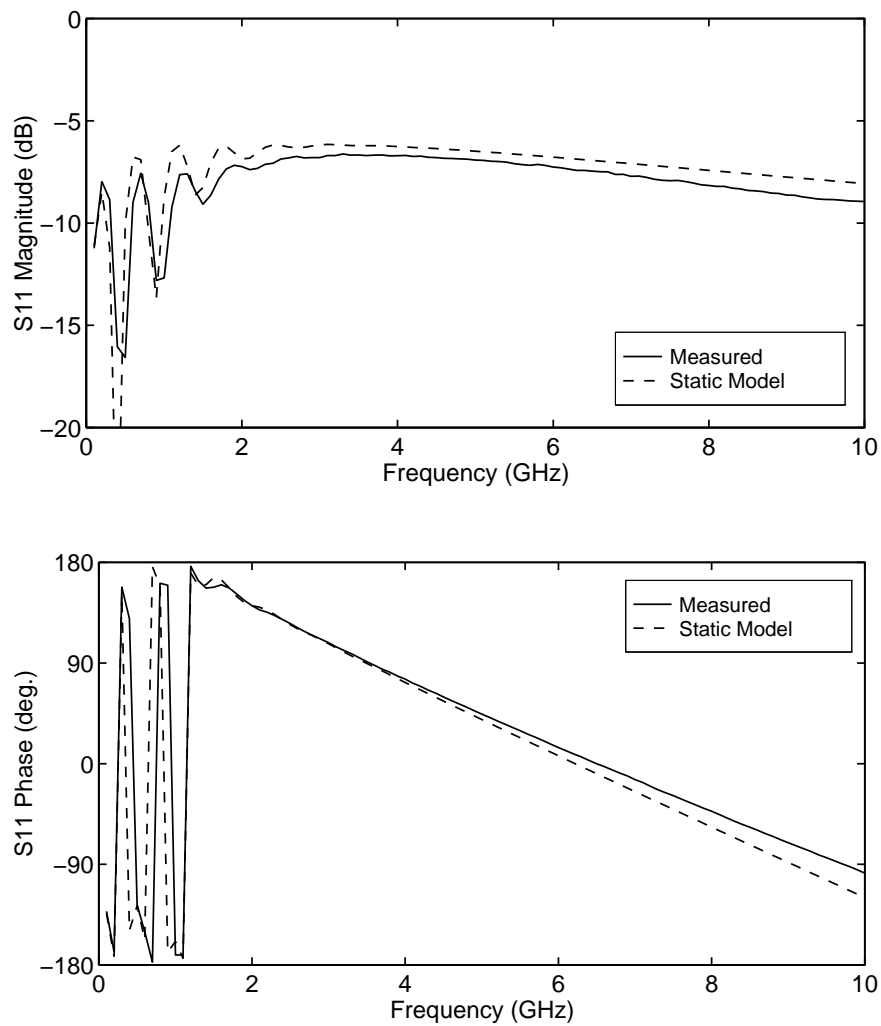 0
−5
−10
−15
−20
S11 Magnitude (dB)
Measured
Static Model
0 2 4 6 8 10
Frequency (GHz)
180
90
0
−90
−180
S11 Phase (deg.)
Measured
Static Model
0 2 4 6 8 10
Frequency (GHz)